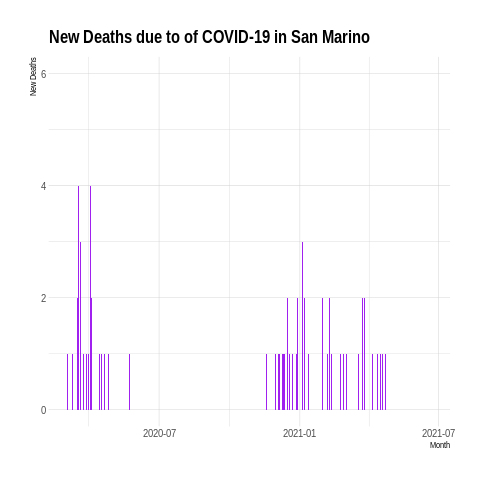 New Deaths due to of COVID-19 in San Marino
New Deaths
6
4
2
0
2020-07
2021-01
2021-07
Month